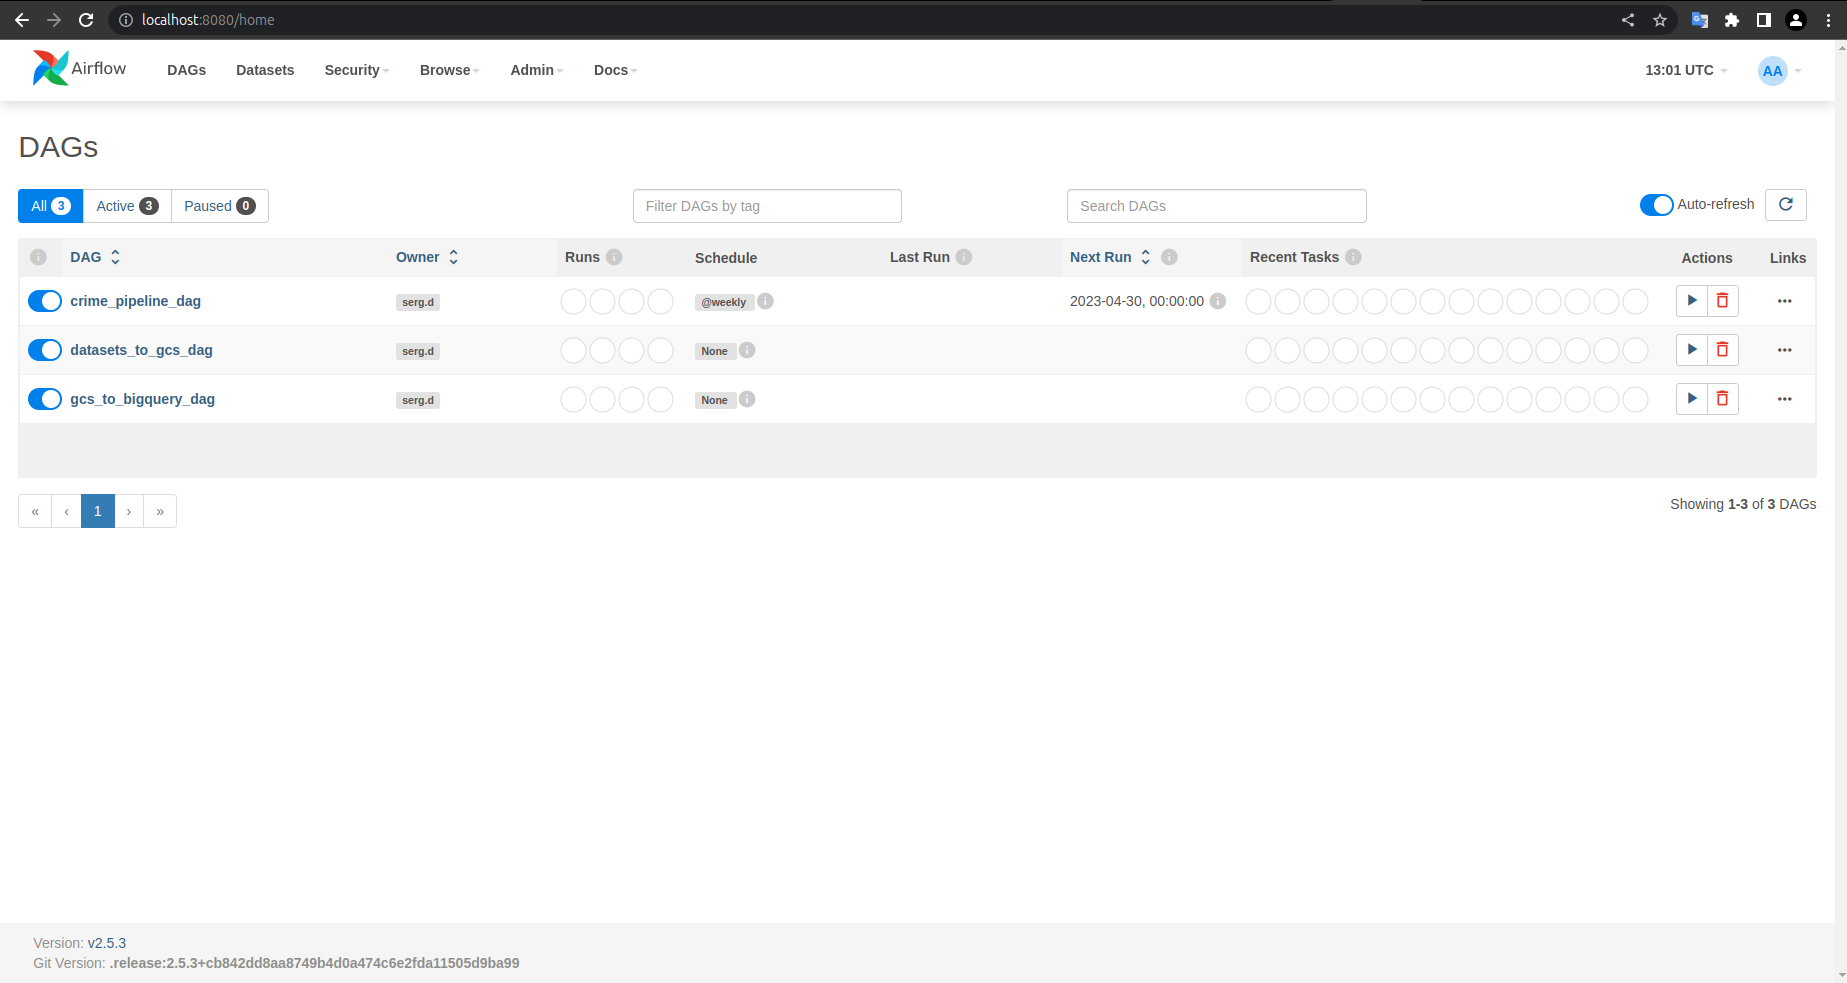 localhost:8080/home
Airflow DAGs Datasets Security Browse Admin Docs 13:01 UTC AA
DAGs
All 3 Active 3 Paused 0 Filter DAGs by tag Search DAGs Auto-refresh
DAG Owner Runs Schedule Last Run Next Run Recent Tasks Actions Links
crime_pipeline_dag serg.d @weekly 2023-04-30, 00:00:00
datasets_to_gcs_dag serg.d None
gcs_to_bigquery_dag serg.d None
« ‹ 1 › » Showing 1-3 of 3 DAGs
Version: v2.5.3
Git Version: .release:2.5.3+cb842dd8aa8749b4d0a474c6e2fda11505d9ba99